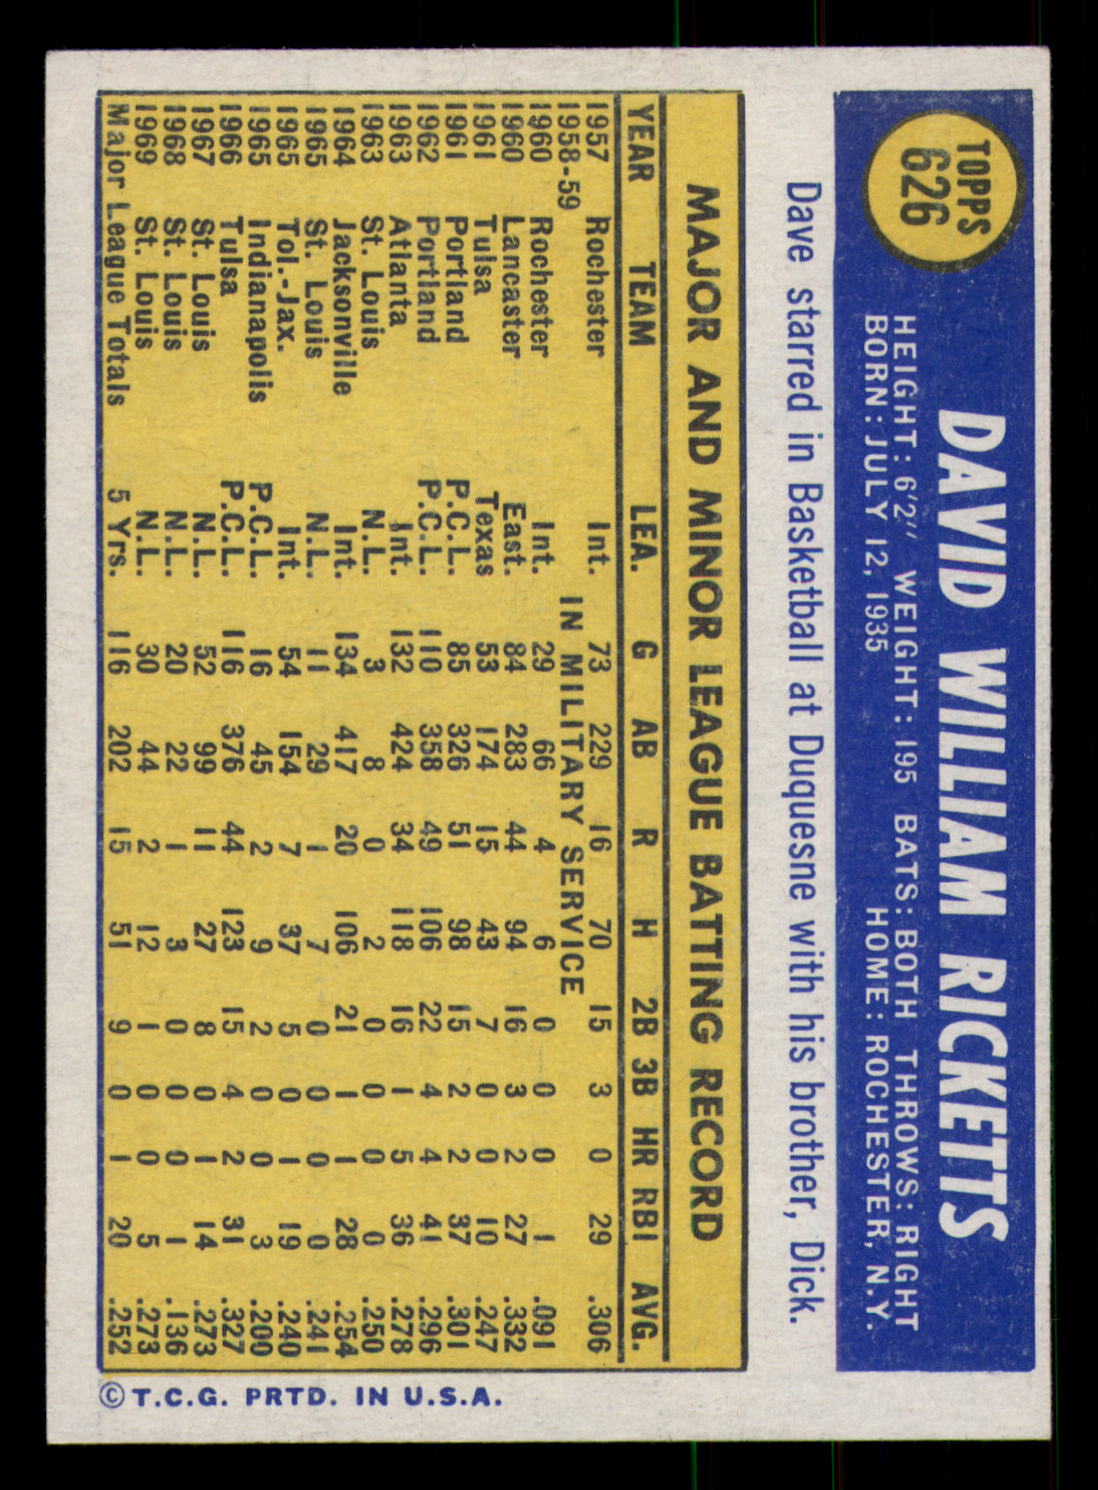 TOPPS
626
DAVID WILLIAM RICKETTS
HEIGHT: 6'2" WEIGHT: 195 BATS: BOTH THROWS: RIGHT
BORN: JULY 12, 1935 HOME: ROCHESTER, N.Y.
Dave starred in Basketball at Duquesne with his brother, Dick.
MAJOR AND MINOR LEAGUE BATTING RECORD
YEAR TEAM LEA. G AB R H 2B 3B HR RBI AVG.
1957 Rochester Int. 73 229 16 70 15 3 0 29 .306
1958-59 IN MILITARY SERVICE
1960 Rochester Int. 29 66 4 6 0 0 0 1 .091
1960 Lancaster East. 84 283 44 94 16 3 2 27 .332
1961 Tulsa Texas 53 174 15 43 7 0 0 10 .247
1961 Portland P.C.L. 85 326 51 98 15 2 2 37 .301
1962 Portland P.C.L. 110 358 49 106 22 4 4 41 .296
1963 Atlanta Int. 132 424 34 118 16 1 5 36 .278
1963 St. Louis N.L. 3 8 0 2 0 0 0 0 .250
1964 Jacksonville Int. 134 417 20 106 21 1 1 28 .254
1965 St. Louis N.L. 11 29 1 7 0 0 0 0 .241
1965 Tol.-Jax. Int. 54 154 7 37 5 0 1 19 .240
1965 Indianapolis P.C.L. 16 45 2 9 2 0 0 3 .200
1966 Tulsa P.C.L. 116 376 44 123 15 4 2 31 .327
1967 St. Louis N.L. 52 99 11 27 8 0 1 14 .273
1968 St. Louis N.L. 20 22 1 3 0 0 0 1 .136
1969 St. Louis N.L. 30 44 2 12 1 0 0 5 .273
Major League Totals 5 Yrs. 116 202 15 51 9 0 1 20 .252
© T.C.G. PRTD. IN U.S.A.